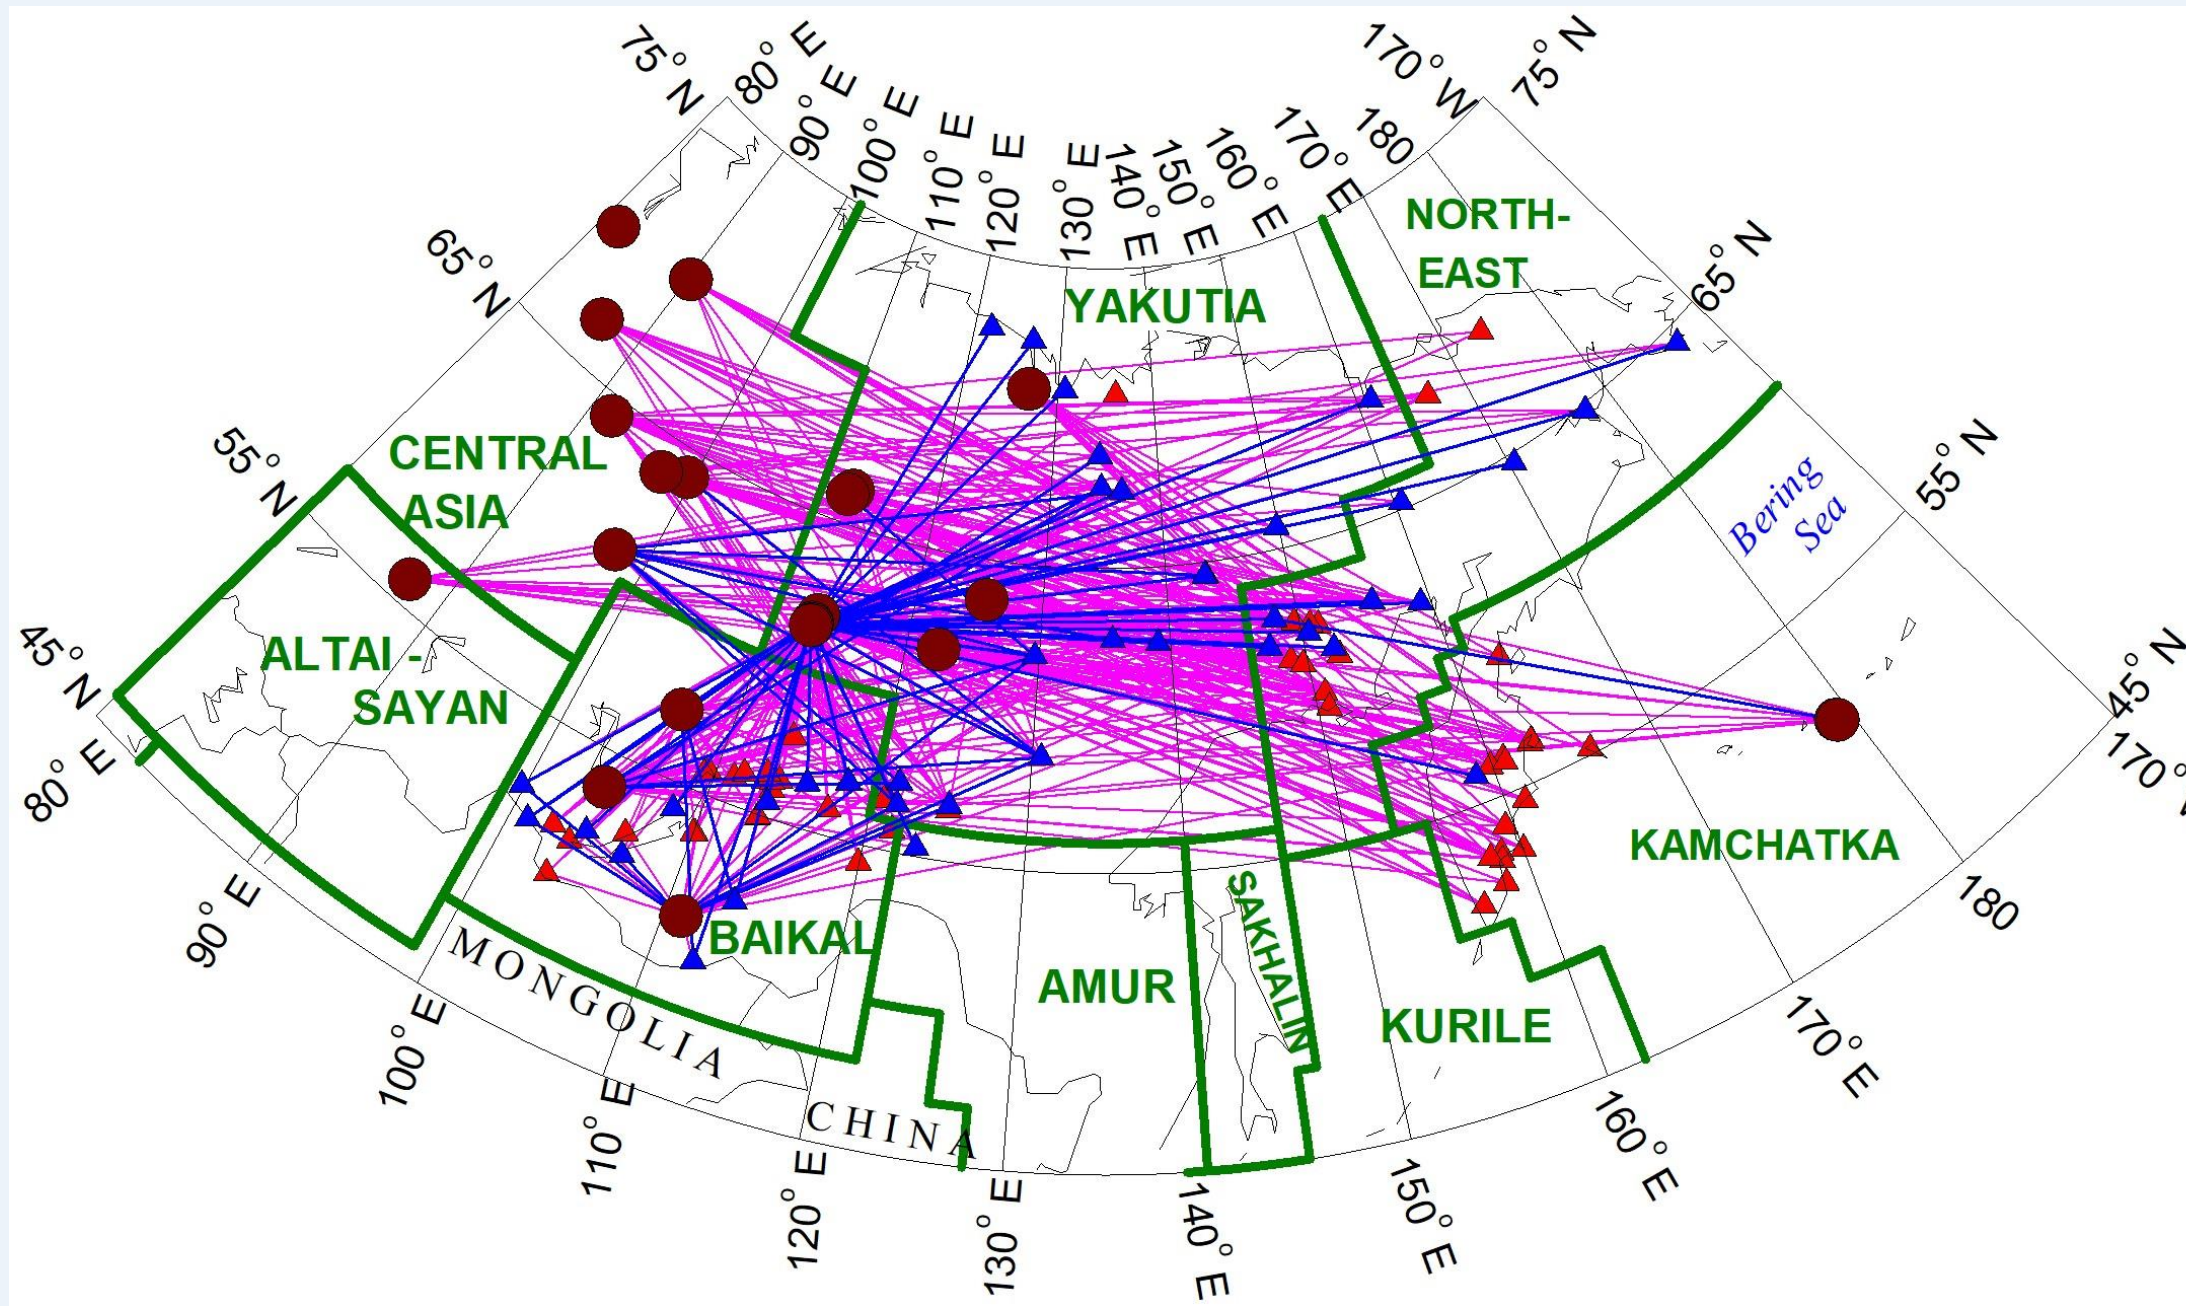 75° N
80° E
90° E
100° E
110° E
120° E
130° E
140° E
150° E
160° E
170° E
180
170° W
75° N
65° N
NORTH-
EAST
65° N
YAKUTIA
55° N
CENTRAL
ASIA
Bering
Sea
55° N
45° N
ALTAI -
SAYAN
45° N
80° E
170°
KAMCHATKA
90° E
MONGOLIA
BAIKAL
AMUR
SAKHALIN
KURILE
180
100° E
110° E
CHINA
120° E
130° E
140° E
150° E
160° E
170° E